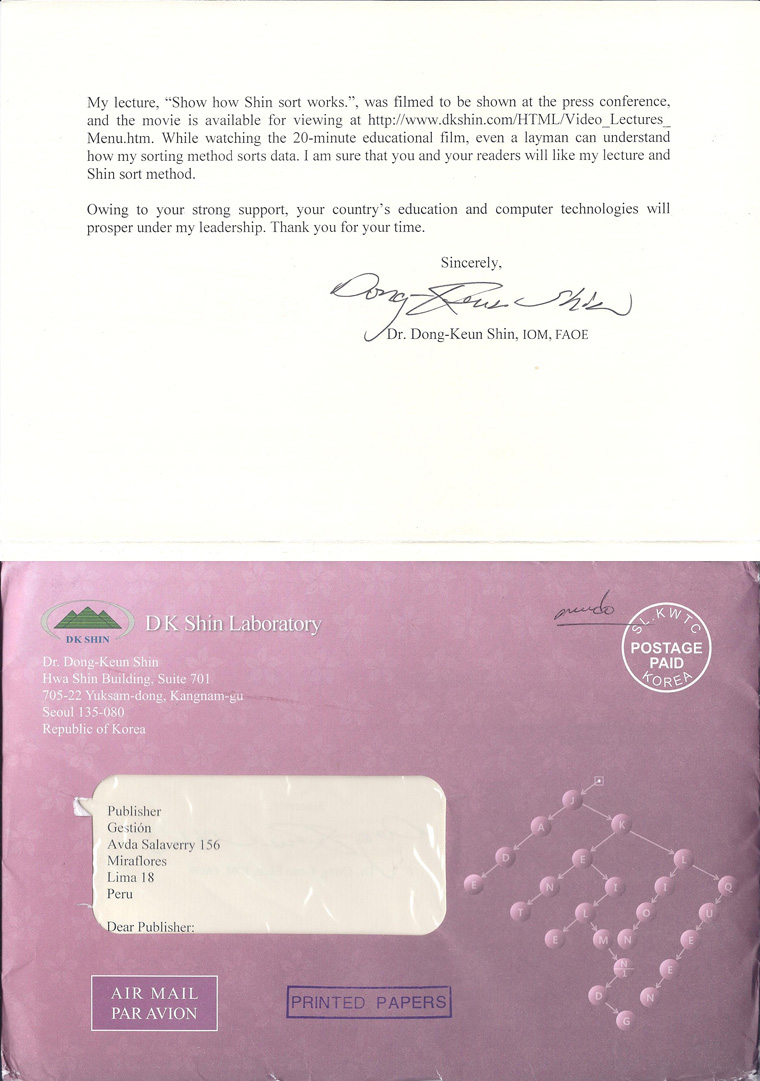 My lecture, “Show how Shin sort works.”, was filmed to be shown at the press conference,
and the movie is available for viewing at http://www.dkshin.com/HTML/Video_Lectures_
Menu.htm. While watching the 20-minute educational film, even a layman can understand
how my sorting method sorts data. I am sure that you and your readers will like my lecture and
Shin sort method.
Owing to your strong support, your country’s education and computer technologies will
prosper under my leadership. Thank you for your time.
Sincerely,
Dong-Keun Shin
Dr. Dong-Keun Shin, IOM, FAOE
DK SHIN
DK Shin Laboratory
Dr. Dong-Keun Shin
Hwa Shin Building, Suite 701
705-22 Yuksam-dong, Kangnam-gu
Seoul 135-080
Republic of Korea
mundo
SL.KWTC
POSTAGE
PAID
KOREA
Publisher
Gestión
Avda Salaverry 156
Miraflores
Lima 18
Peru
Dear Publisher:
J
A K
D E L
E N I I Q
T L O U
E M N E
N E
D N
G
AIR MAIL
PAR AVION
PRINTED PAPERS